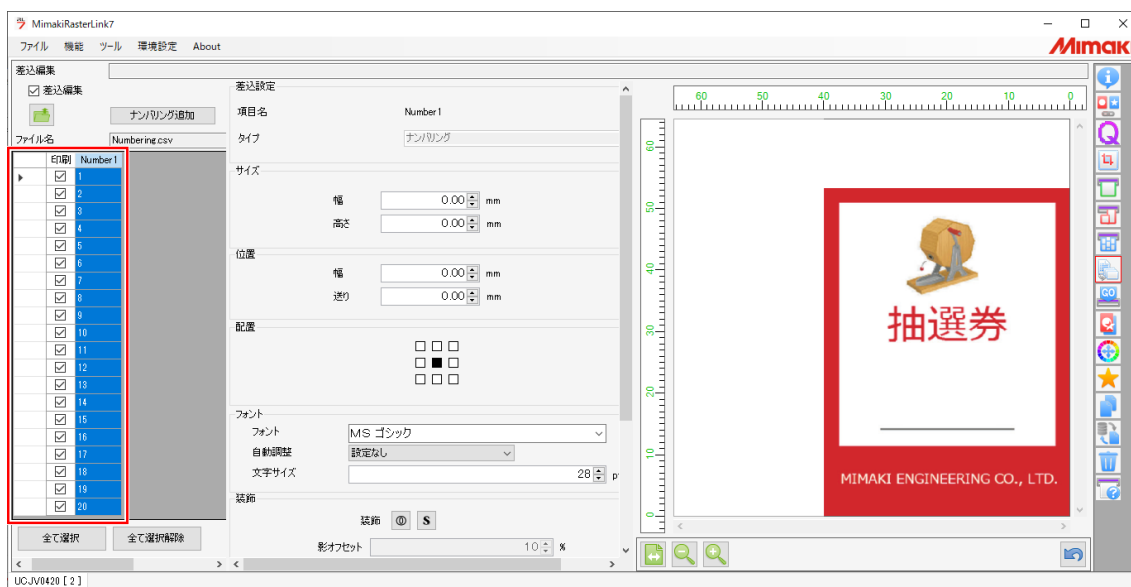 MimakiRasterLink7
ファイル 機能 ツール 環境設定 About
Mimaki
差込編集
差込編集
ナンバリング追加
ファイル名 Numbering.csv
印刷 Number1
1
2
3
4
5
6
7
8
9
10
11
12
13
14
15
16
17
18
19
20
全て選択 全て選択解除
差込設定
項目名 Number1
タイプ ナンバリング
サイズ
幅 0.00 mm
高さ 0.00 mm
位置
幅 0.00 mm
送り 0.00 mm
配置
フォント
フォント MS ゴシック
自動調整 設定なし
文字サイズ 28 p
装飾
装飾 S
影オフセット 10 %
60 50 40 30 20 10 0
60
50
40
30
20
10
0
抽選券
MIMAKI ENGINEERING CO., LTD.
GO
UCJV0420 [ 2 ]